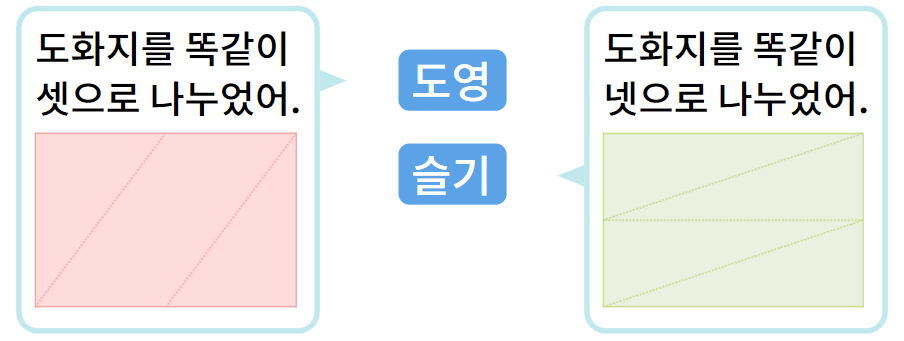 도화지를 똑같이
셋으로 나누었어.
도영
슬기
도화지를 똑같이
넷으로 나누었어.